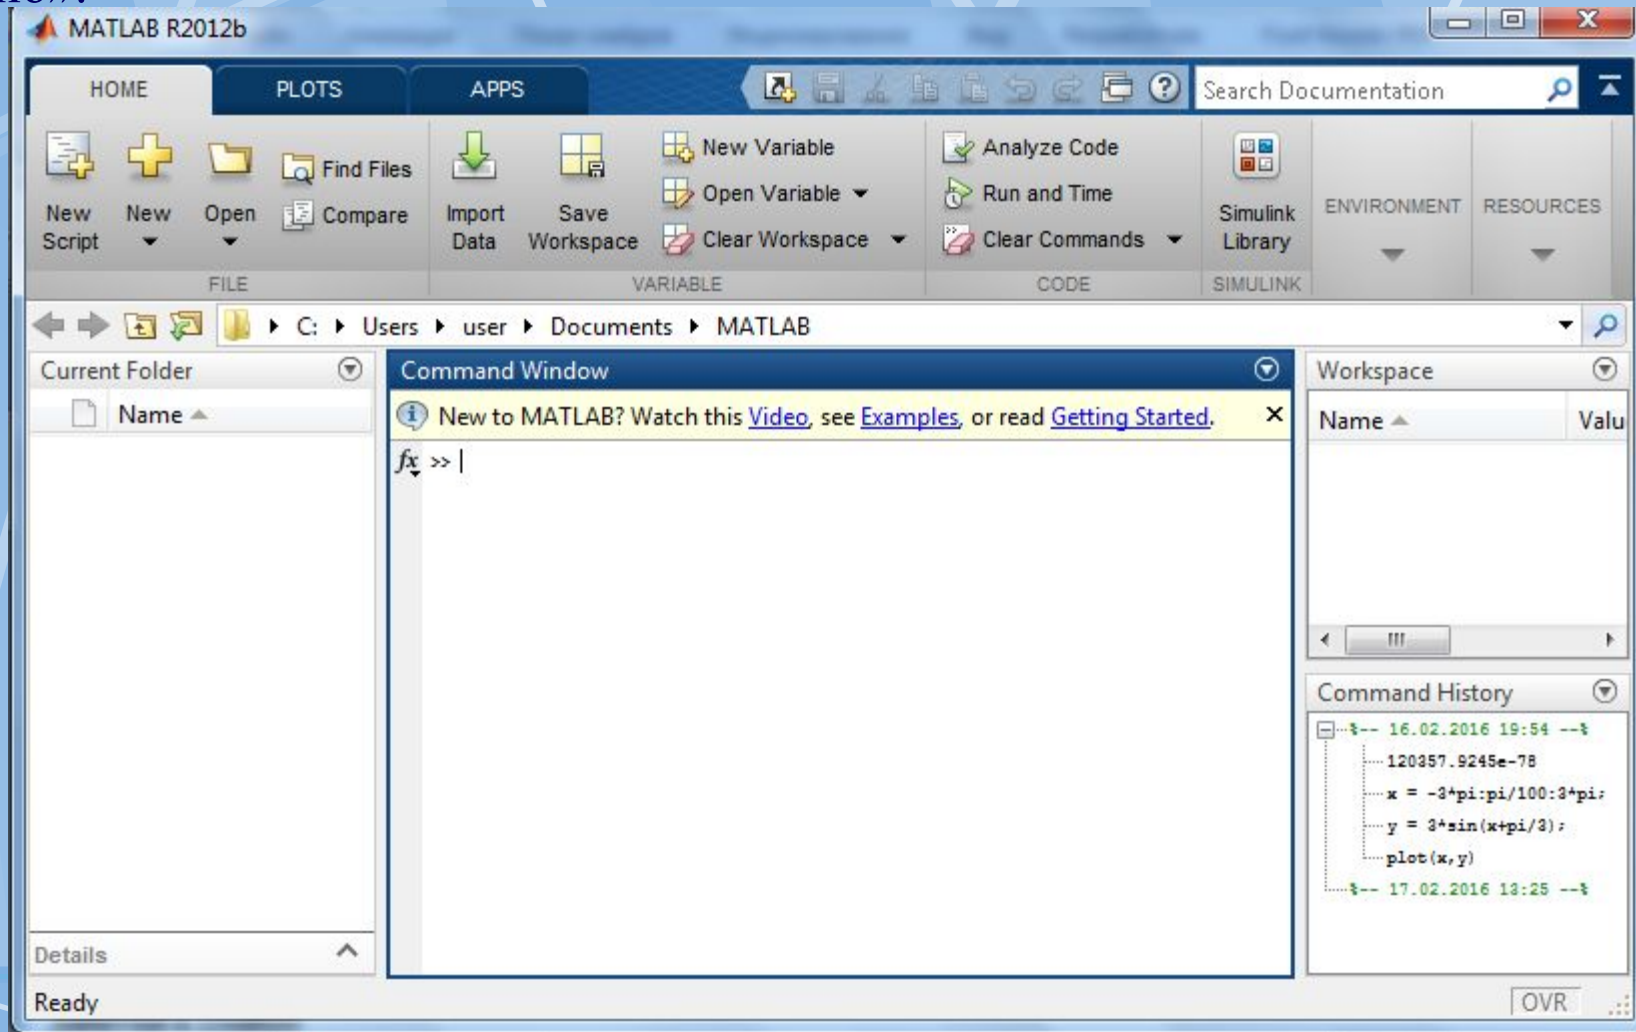 MATLAB R2012b
HOME PLOTS APPS Search Documentation
New Script New Open Find Files Compare Import Data Save Workspace New Variable Open Variable Clear Workspace Analyze Code Run and Time Clear Commands Simulink Library ENVIRONMENT RESOURCES
FILE VARIABLE CODE SIMULINK
C: Users user Documents MATLAB
Current Folder
Name
Details
Command Window
New to MATLAB? Watch this Video, see Examples, or read Getting Started.
fx >>
Workspace
Name Valu
Command History
%-- 16.02.2016 19:54 --%
120357.9245e-78
x = -3*pi:pi/100:3*pi;
y = 3*sin(x+pi/3);
plot(x,y)
%-- 17.02.2016 13:25 --%
Ready OVR